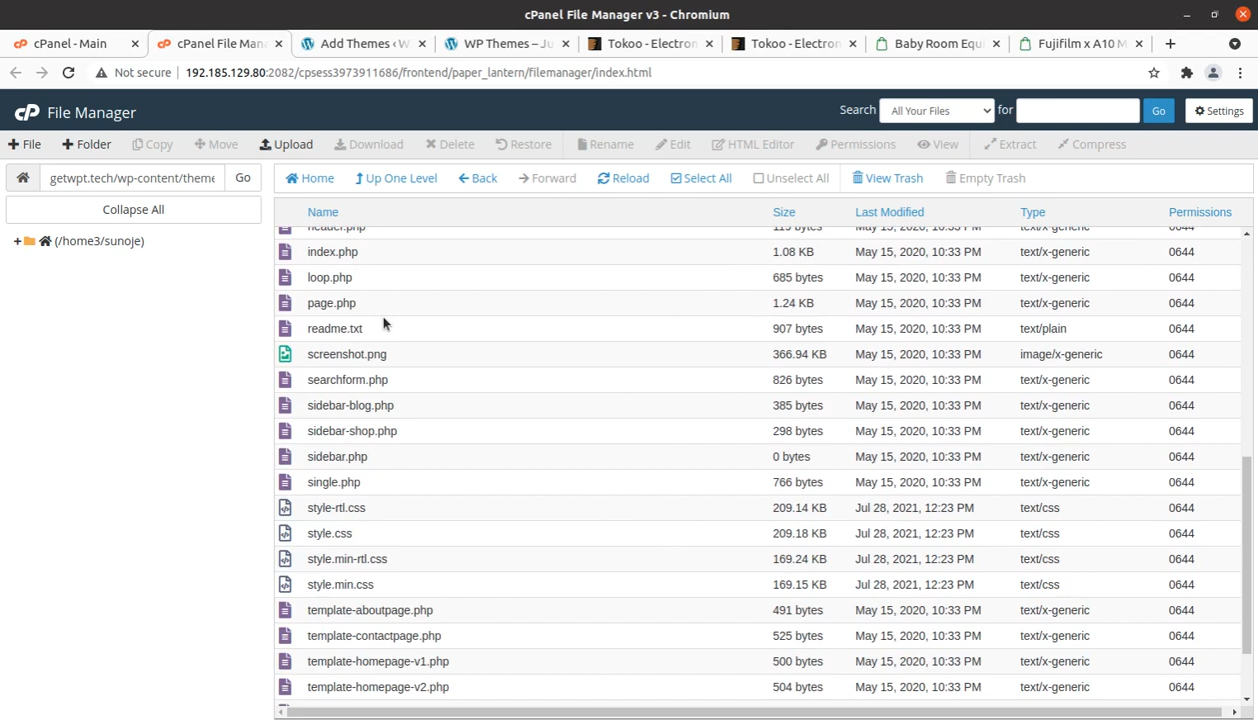 cPanel File Manager v3 - Chromium
cPanel - Main
cPanel File Man
Add Themes ‹ W
WP Themes – Ju
Tokoo - Electron
Tokoo - Electron
Baby Room Equi
Fujifilm x A10 M
Not secure 192.185.129.80:2082/cpsess3973911686/frontend/paper_lantern/filemanager/index.html
cP File Manager
Search All Your Files for Go Settings
+ File + Folder Copy Move Upload Download Delete Restore Rename Edit HTML Editor Permissions View Extract Compress
getwpt.tech/wp-content/theme Go
Home Up One Level Back Forward Reload Select All Unselect All View Trash Empty Trash
Collapse All
+ (/home3/sunoje)
Name Size Last Modified Type Permissions
header.php 119 bytes May 15, 2020, 10:33 PM text/x-generic 0644
index.php 1.08 KB May 15, 2020, 10:33 PM text/x-generic 0644
loop.php 685 bytes May 15, 2020, 10:33 PM text/x-generic 0644
page.php 1.24 KB May 15, 2020, 10:33 PM text/x-generic 0644
readme.txt 907 bytes May 15, 2020, 10:33 PM text/plain 0644
screenshot.png 366.94 KB May 15, 2020, 10:33 PM image/x-generic 0644
searchform.php 826 bytes May 15, 2020, 10:33 PM text/x-generic 0644
sidebar-blog.php 385 bytes May 15, 2020, 10:33 PM text/x-generic 0644
sidebar-shop.php 298 bytes May 15, 2020, 10:33 PM text/x-generic 0644
sidebar.php 0 bytes May 15, 2020, 10:33 PM text/x-generic 0644
single.php 766 bytes May 15, 2020, 10:33 PM text/x-generic 0644
style-rtl.css 209.14 KB Jul 28, 2021, 12:23 PM text/css 0644
style.css 209.18 KB Jul 28, 2021, 12:23 PM text/css 0644
style.min-rtl.css 169.24 KB Jul 28, 2021, 12:23 PM text/css 0644
style.min.css 169.15 KB Jul 28, 2021, 12:23 PM text/css 0644
template-aboutpage.php 491 bytes May 15, 2020, 10:33 PM text/x-generic 0644
template-contactpage.php 525 bytes May 15, 2020, 10:33 PM text/x-generic 0644
template-homepage-v1.php 500 bytes May 15, 2020, 10:33 PM text/x-generic 0644
template-homepage-v2.php 504 bytes May 15, 2020, 10:33 PM text/x-generic 0644